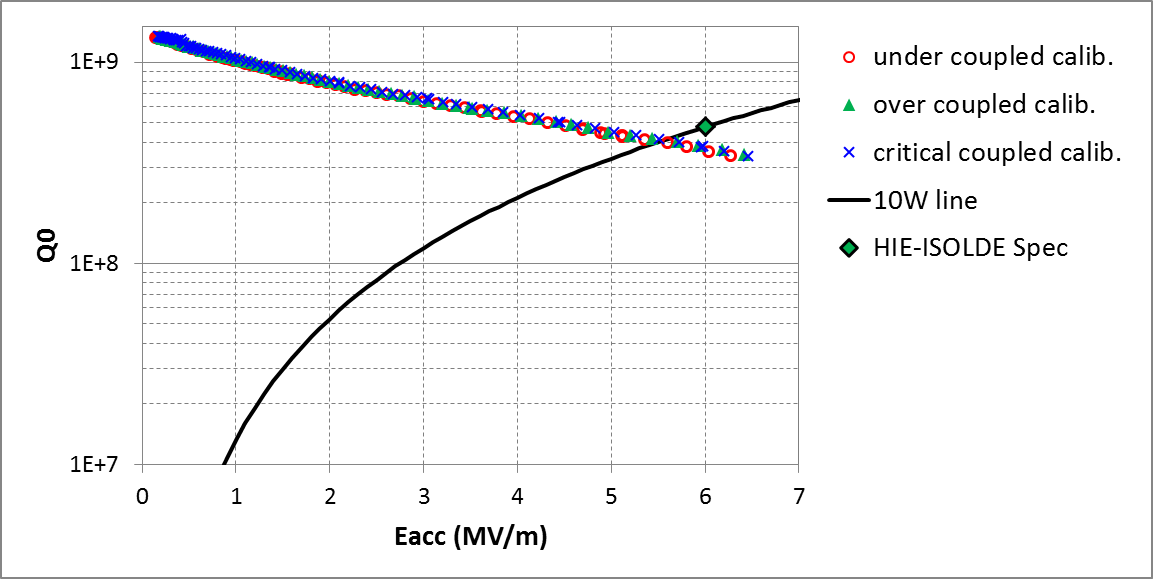 1E+9
1E+8
1E+7
Q0
0 1 2 3 4 5 6 7
Eacc (MV/m)
under coupled calib.
over coupled calib.
critical coupled calib.
10W line
HIE-ISOLDE Spec